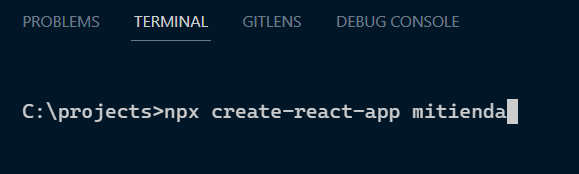 PROBLEMS TERMINAL GITLENS DEBUG CONSOLE
C:\projects>npx create-react-app mitienda